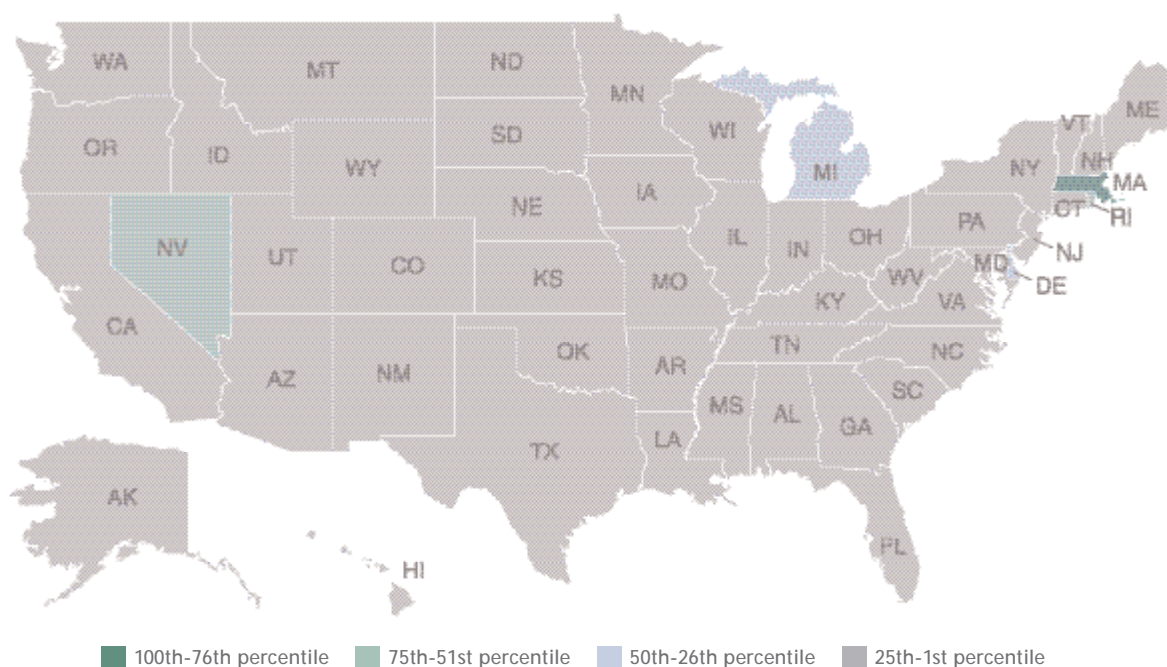 WA
MT
ND
MN
ME
VT
OR
ID
SD
WI
NH
WY
MI
NY
MA
IA
NE
CT
RI
NV
PA
UT
CO
IL
IN
OH
NJ
KS
MO
MD
WV
DE
KY
VA
CA
TN
NC
AZ
NM
OK
AR
SC
MS
AL
GA
LA
TX
AK
FL
HI
100th-76th percentile 75th-51st percentile 50th-26th percentile 25th-1st percentile